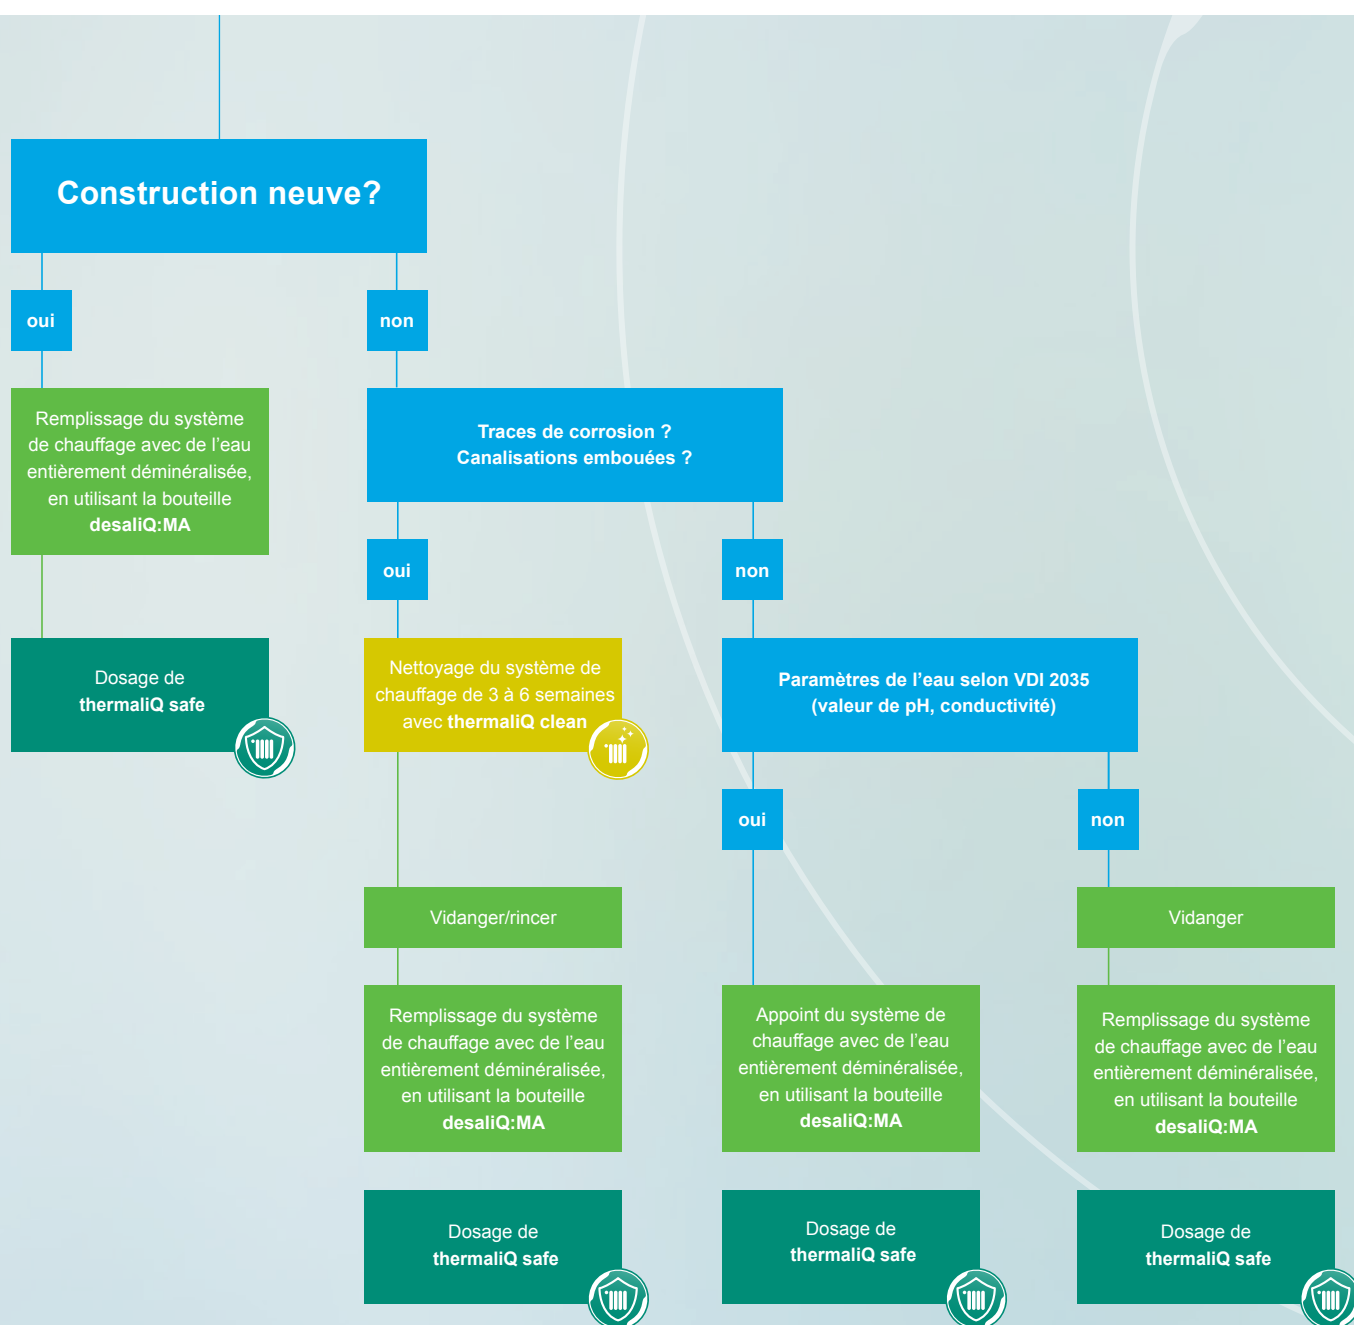 Construction neuve?
oui
non
Remplissage du système
de chauffage avec de l’eau
entièrement déminéralisée,
en utilisant la bouteille
desaliQ:MA
Traces de corrosion ?
Canalisations embouées ?
oui
non
Dosage de
thermaliQ safe
Nettoyage du système de
chauffage de 3 à 6 semaines
avec thermaliQ clean
Paramètres de l’eau selon VDI 2035
(valeur de pH, conductivité)
oui
non
Vidanger/rincer
Vidanger
Remplissage du système
de chauffage avec de l’eau
entièrement déminéralisée,
en utilisant la bouteille
desaliQ:MA
Appoint du système de
chauffage avec de l’eau
entièrement déminéralisée,
en utilisant la bouteille
desaliQ:MA
Remplissage du système
de chauffage avec de l’eau
entièrement déminéralisée,
en utilisant la bouteille
desaliQ:MA
Dosage de
thermaliQ safe
Dosage de
thermaliQ safe
Dosage de
thermaliQ safe